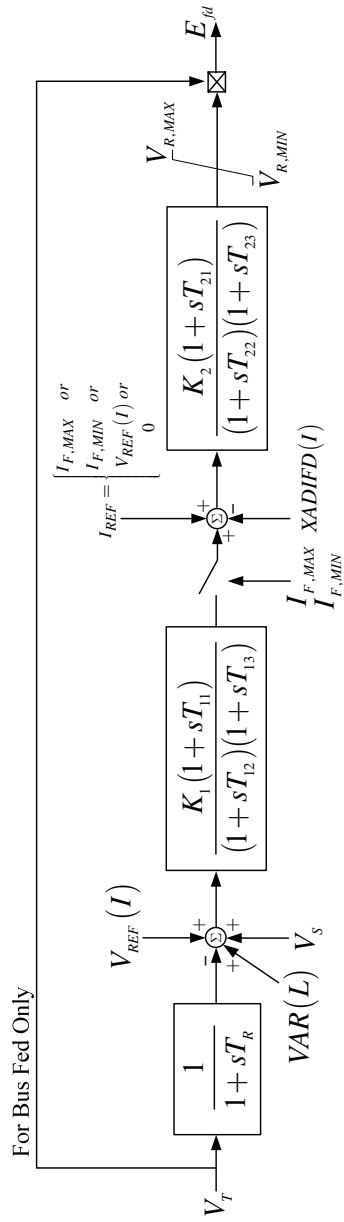 For Bus Fed Only
V_T
1
1 + sT_R
V_REF (I)
− +
Σ
+ +
VAR(L)
V_S
K_1 (1 + sT_11)
(1 + sT_12)(1 + sT_13)
I_F,MAX
I_F,MIN
I_REF = { I_F,MAX or
I_F,MIN or
V_REF (I) or
0
+
+ Σ
−
XADIFD(I)
K_2 (1 + sT_21)
(1 + sT_22)(1 + sT_23)
V_R,MAX
V_R,MIN
E_fd